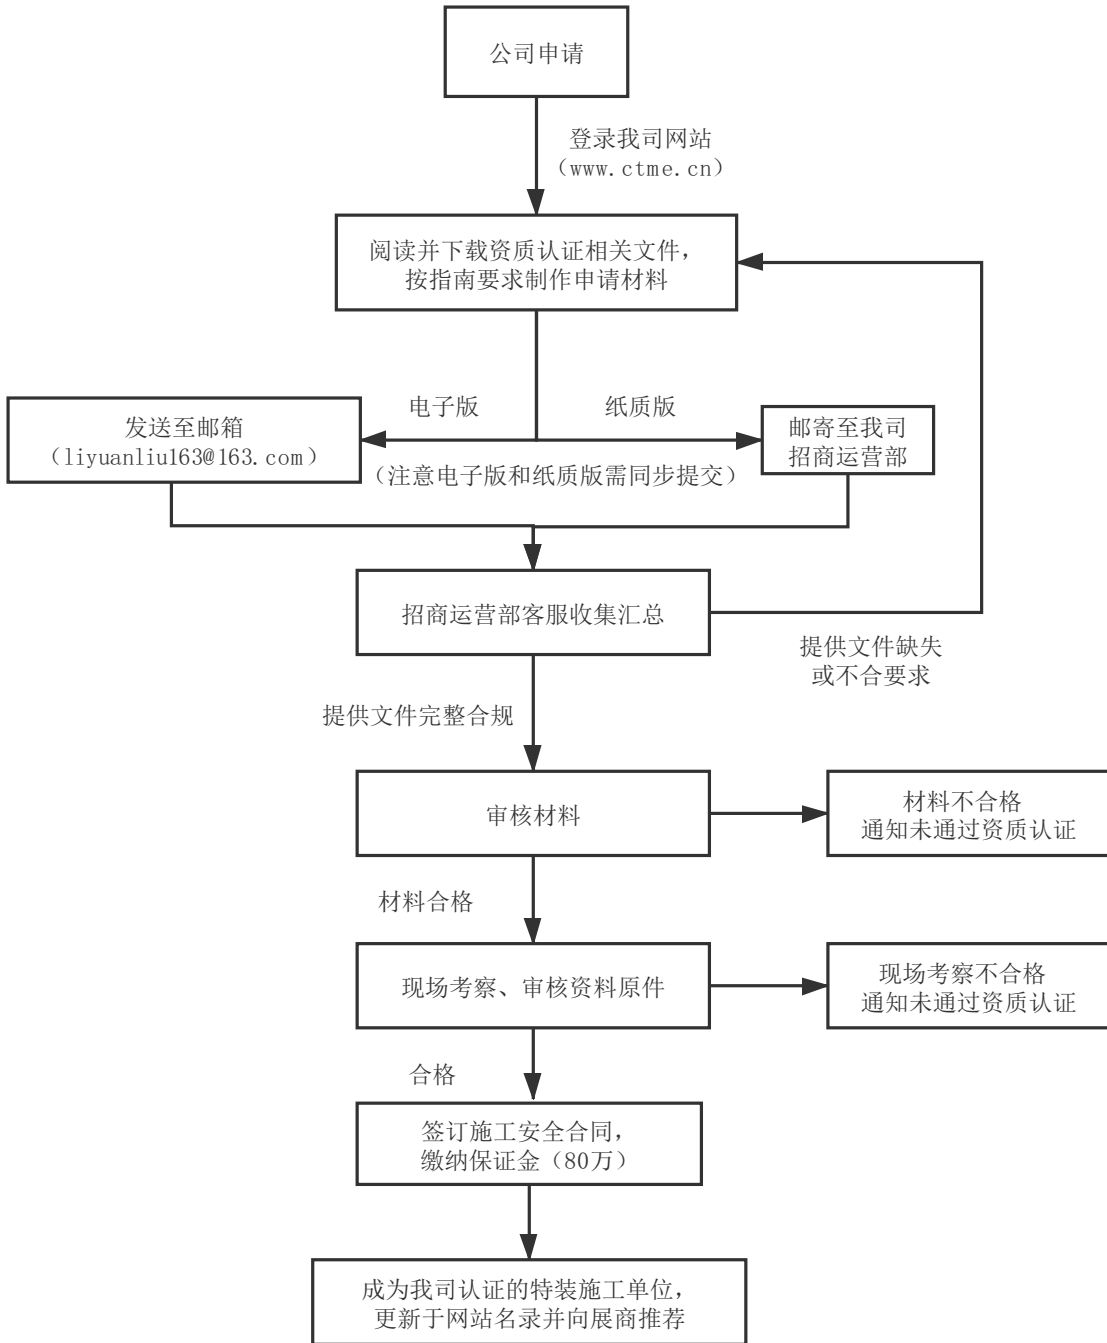 公司申请
登录我司网站
（www.ctme.cn）
阅读并下载资质认证相关文件，
按指南要求制作申请材料
电子版
纸质版
发送至邮箱
（liyuanliu163@163.com）
邮寄至我司
招商运营部
（注意电子版和纸质版需同步提交）
招商运营部客服收集汇总
提供文件缺失
或不合要求
提供文件完整合规
审核材料
材料不合格
通知未通过资质认证
材料合格
现场考察、审核资料原件
现场考察不合格
通知未通过资质认证
合格
签订施工安全合同，
缴纳保证金（80万）
成为我司认证的特装施工单位，
更新于网站名录并向展商推荐